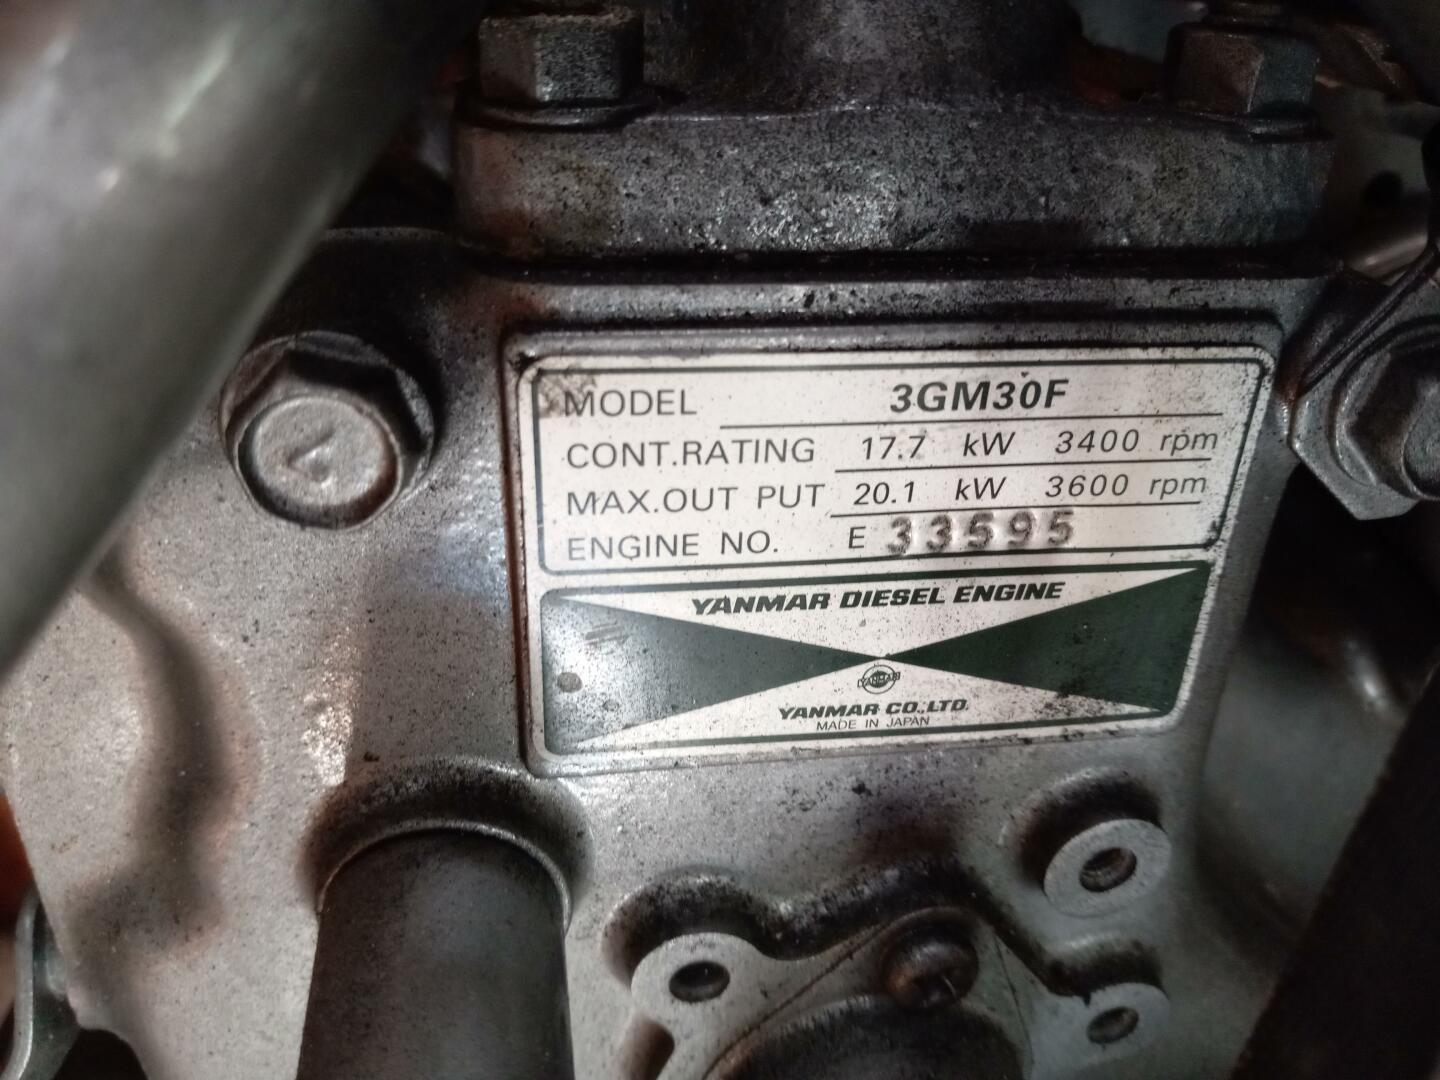 MODEL 3GM30F
CONT.RATING 17.7 kW 3400 rpm
MAX.OUT PUT 20.1 kW 3600 rpm
ENGINE NO. E 33595
YANMAR DIESEL ENGINE
YANMAR
YANMAR CO.,LTD.
MADE IN JAPAN